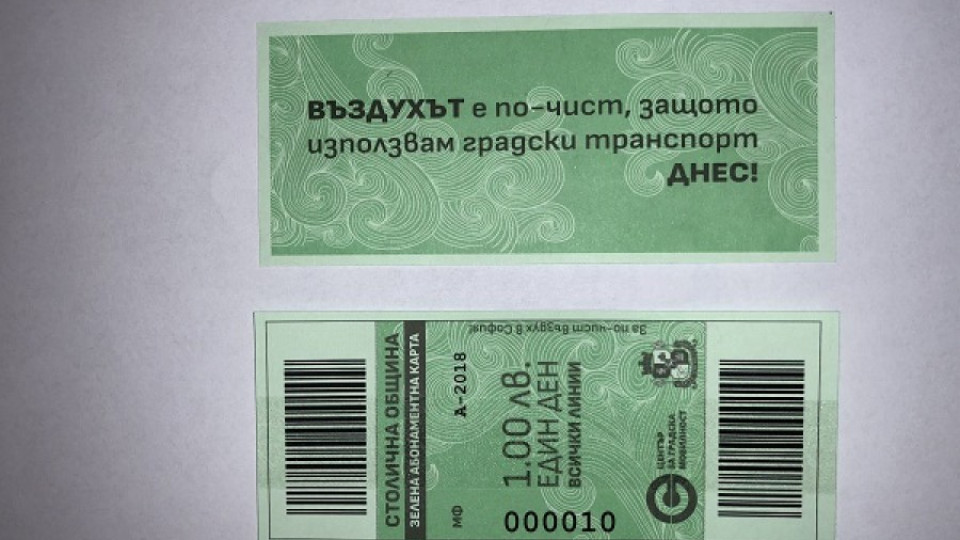 ВЪЗДУХЪТ е по-чист, защото
използвам градски транспорт
ДНЕС!
СТОЛИЧНА ОБЩИНА
ЗЕЛЕНА АБОНАМЕНТНА КАРТА
МФ
А-2018
1.00 лв.
ЕДИН ДЕН
ВСИЧКИ ЛИНИИ
000010
За по-чист въздух в София!
ЦЕНТЪР
ЗА ГРАДСКА
МОБИЛНОСТ